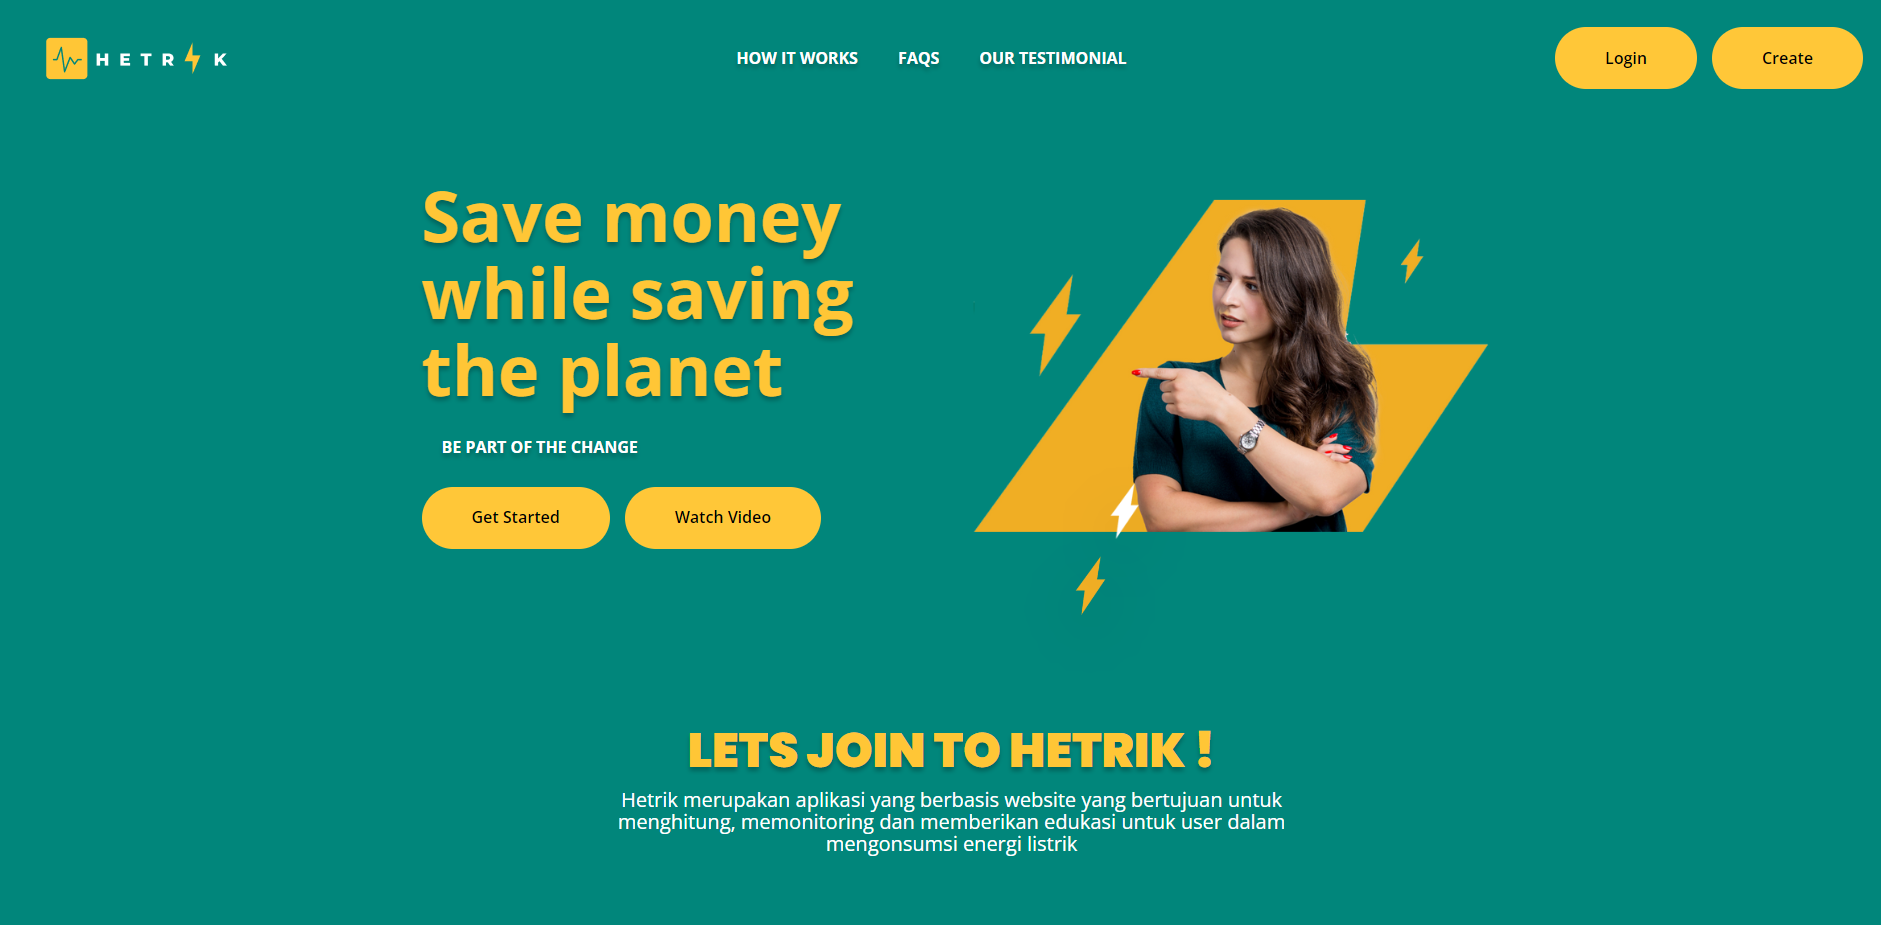 HETRIK
HOW IT WORKS
FAQS
OUR TESTIMONIAL
Login
Create
Save money
while saving
the planet
BE PART OF THE CHANGE
Get Started
Watch Video
LETS JOIN TO HETRIK !
Hetrik merupakan aplikasi yang berbasis website yang bertujuan untuk
menghitung, memonitoring dan memberikan edukasi untuk user dalam
mengonsumsi energi listrik